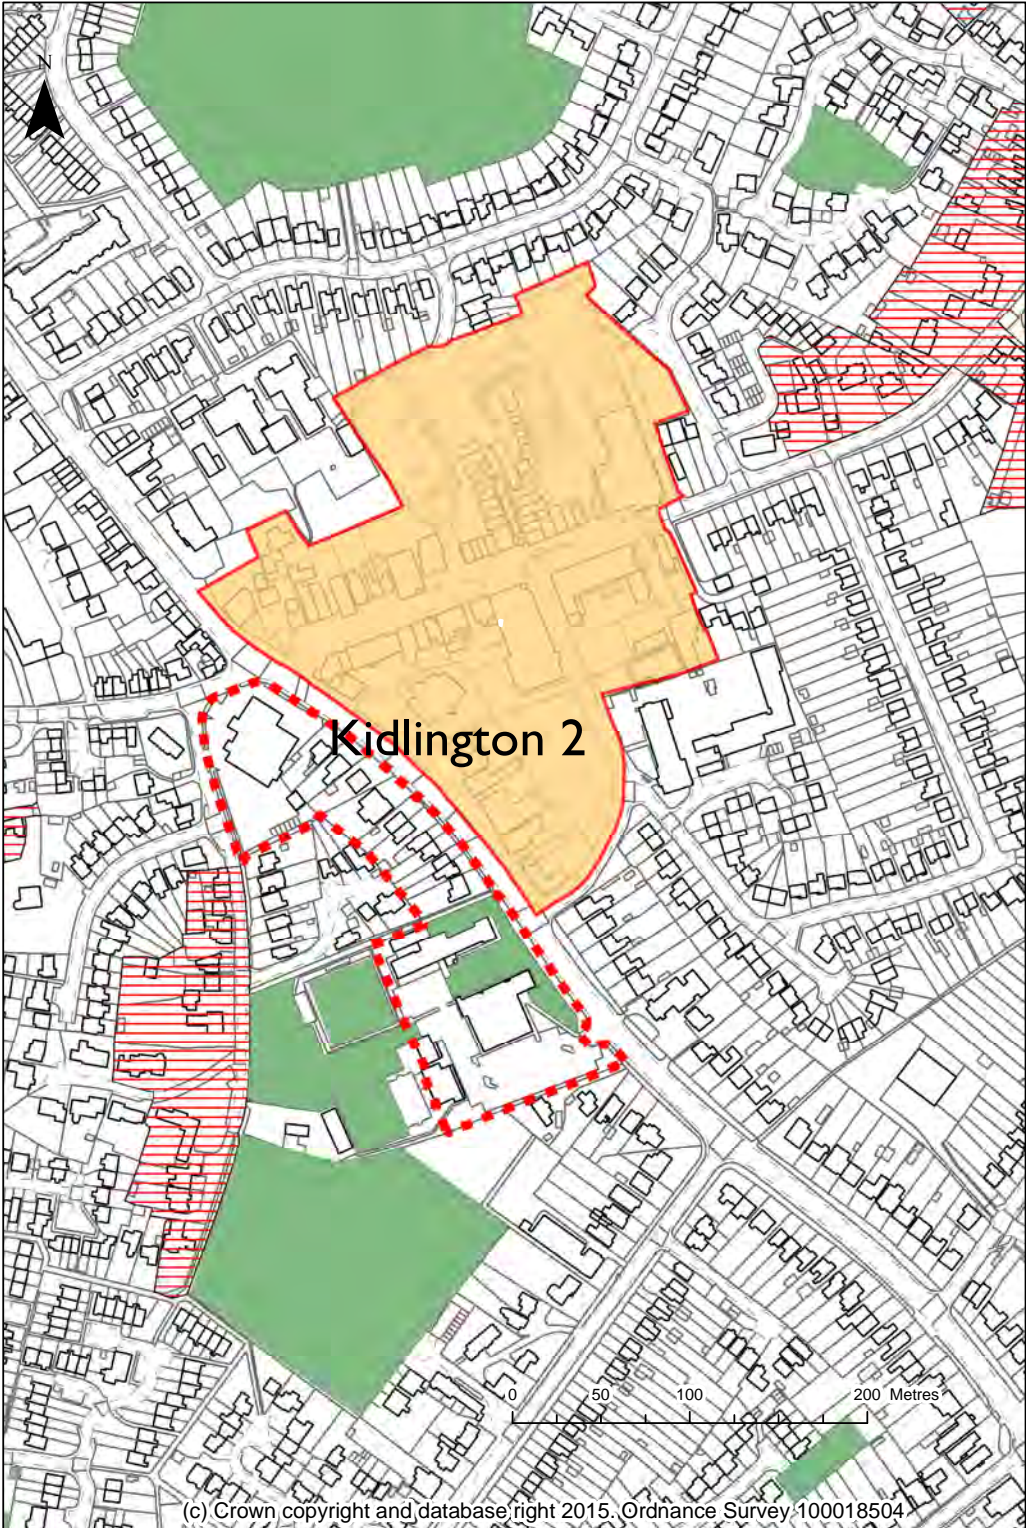 N
Kidlington 2
0 50 100 200 Metres
(c) Crown copyright and database right 2015. Ordnance Survey 100018504